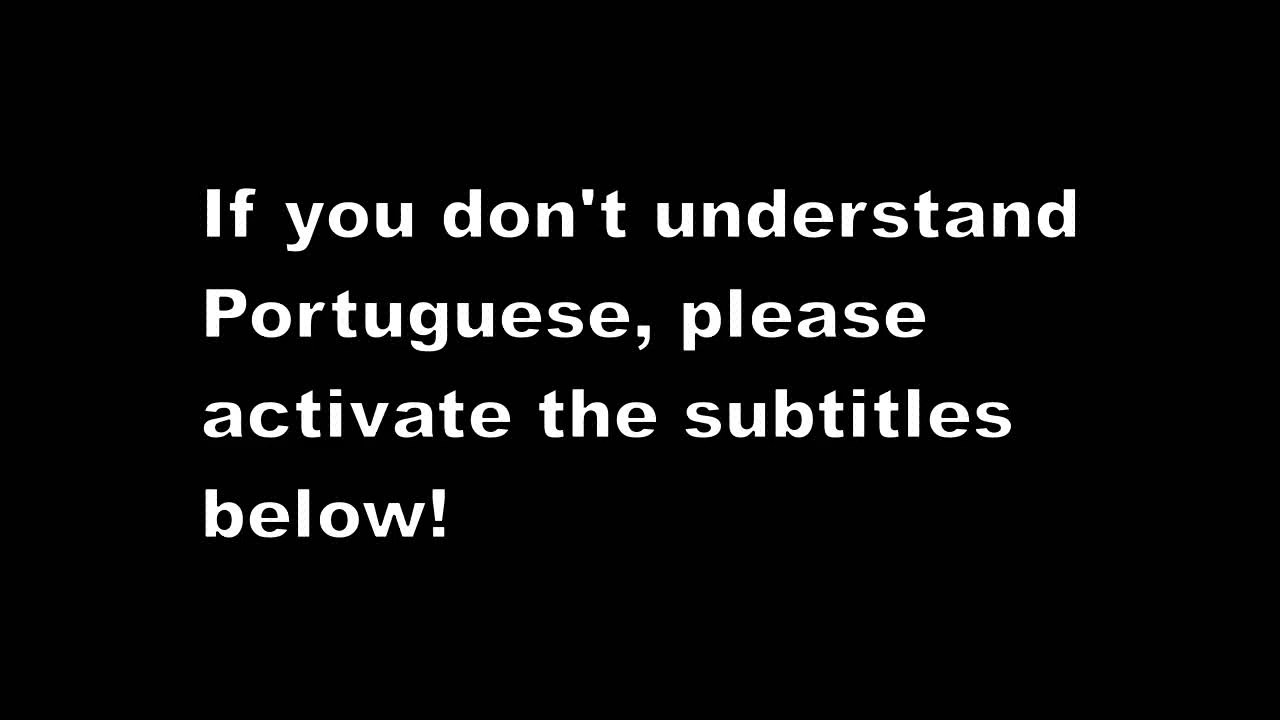 If you don't understand
Portuguese, please
activate the subtitles
below!